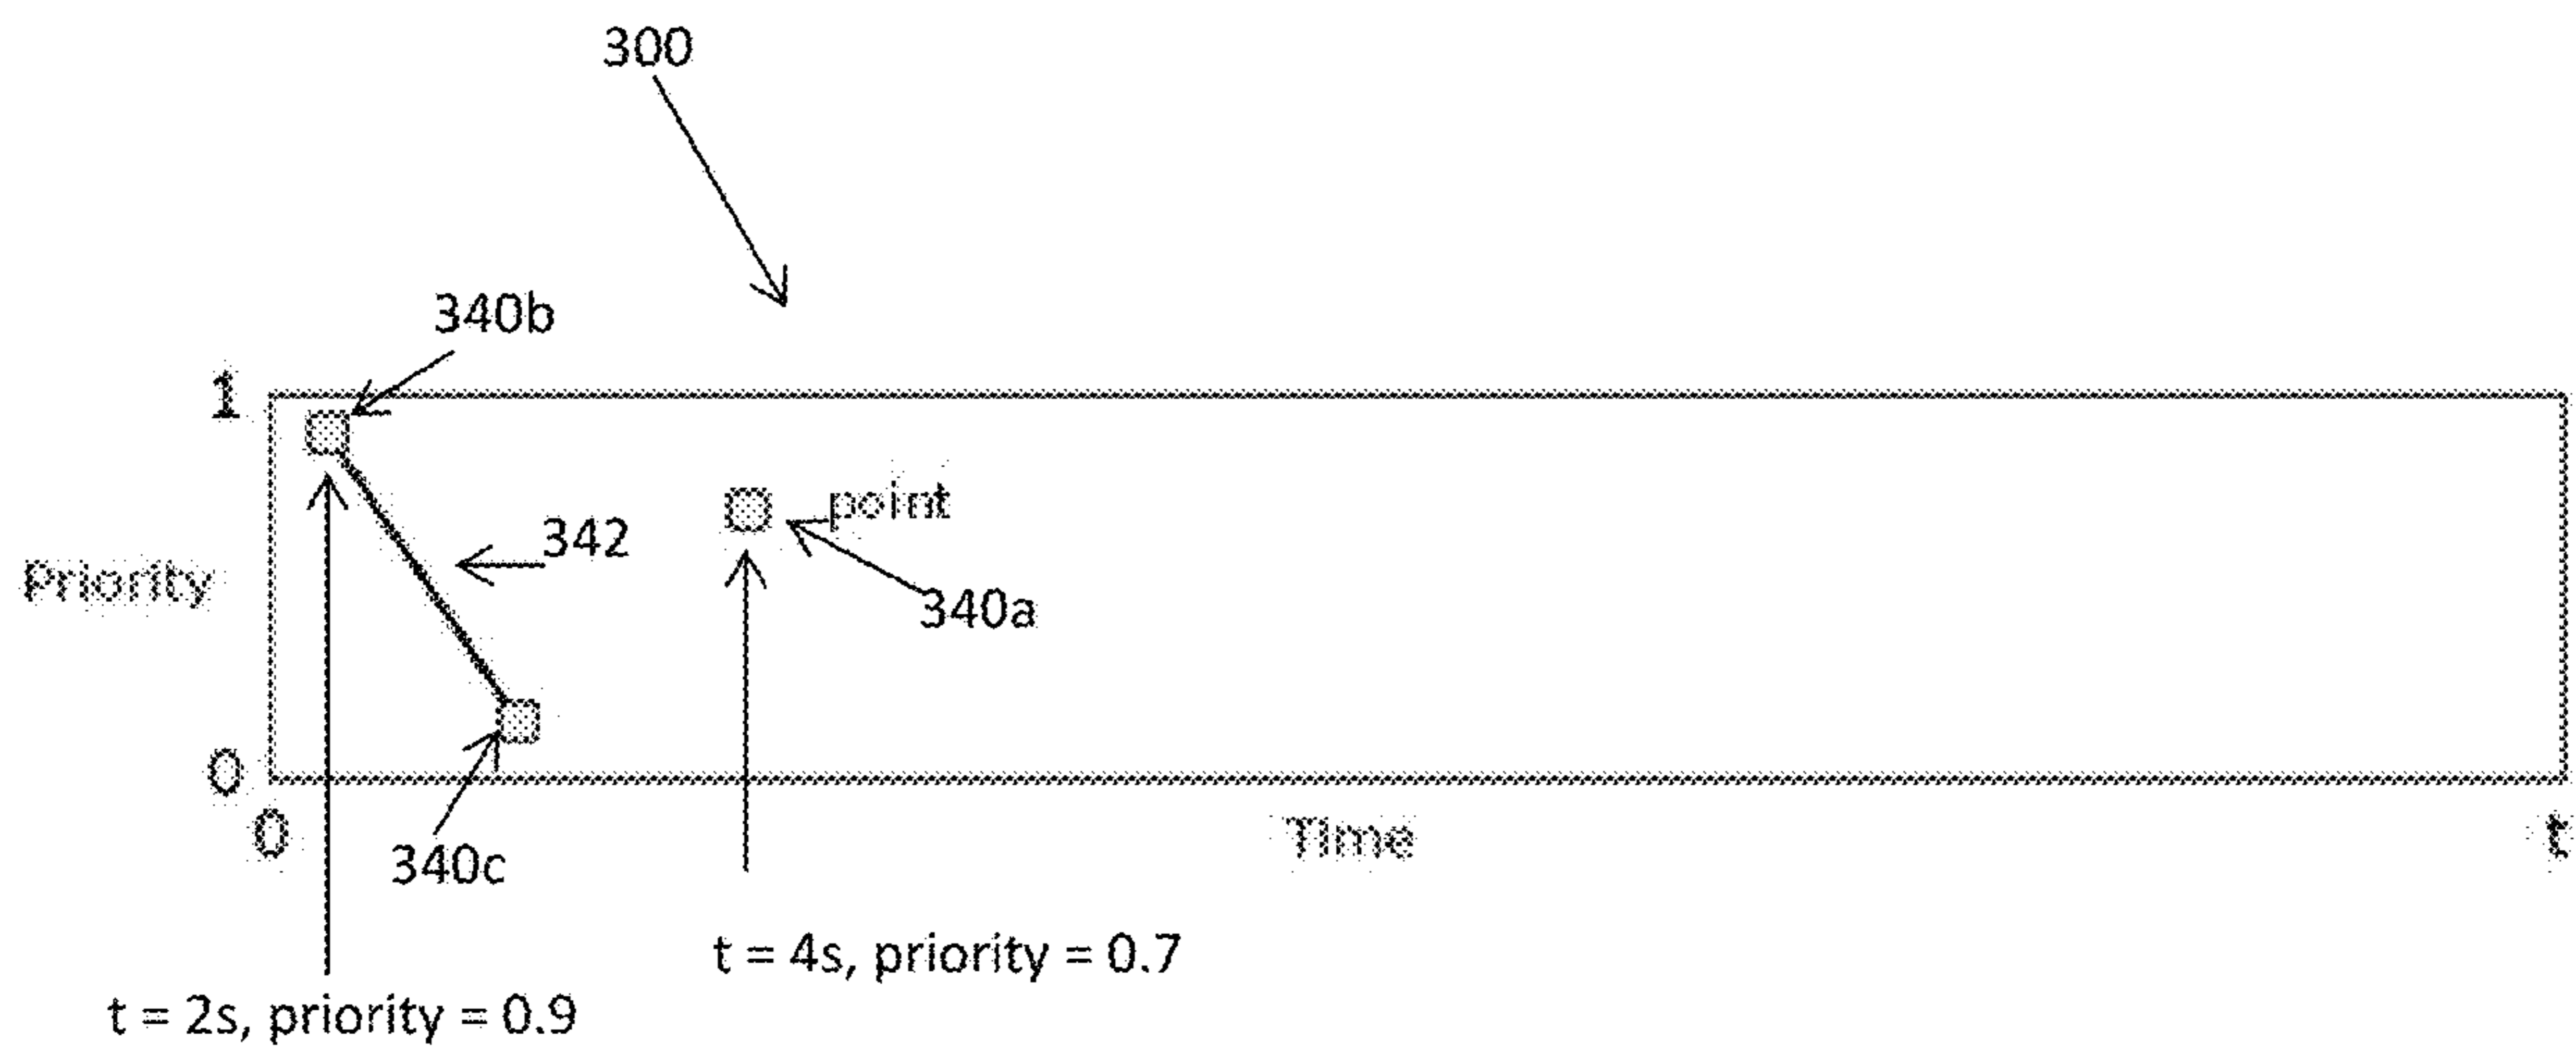 300
340b
1
point
342
Priority
340a
0
0
Time
t
340c
t = 4s, priority = 0.7
t = 2s, priority = 0.9